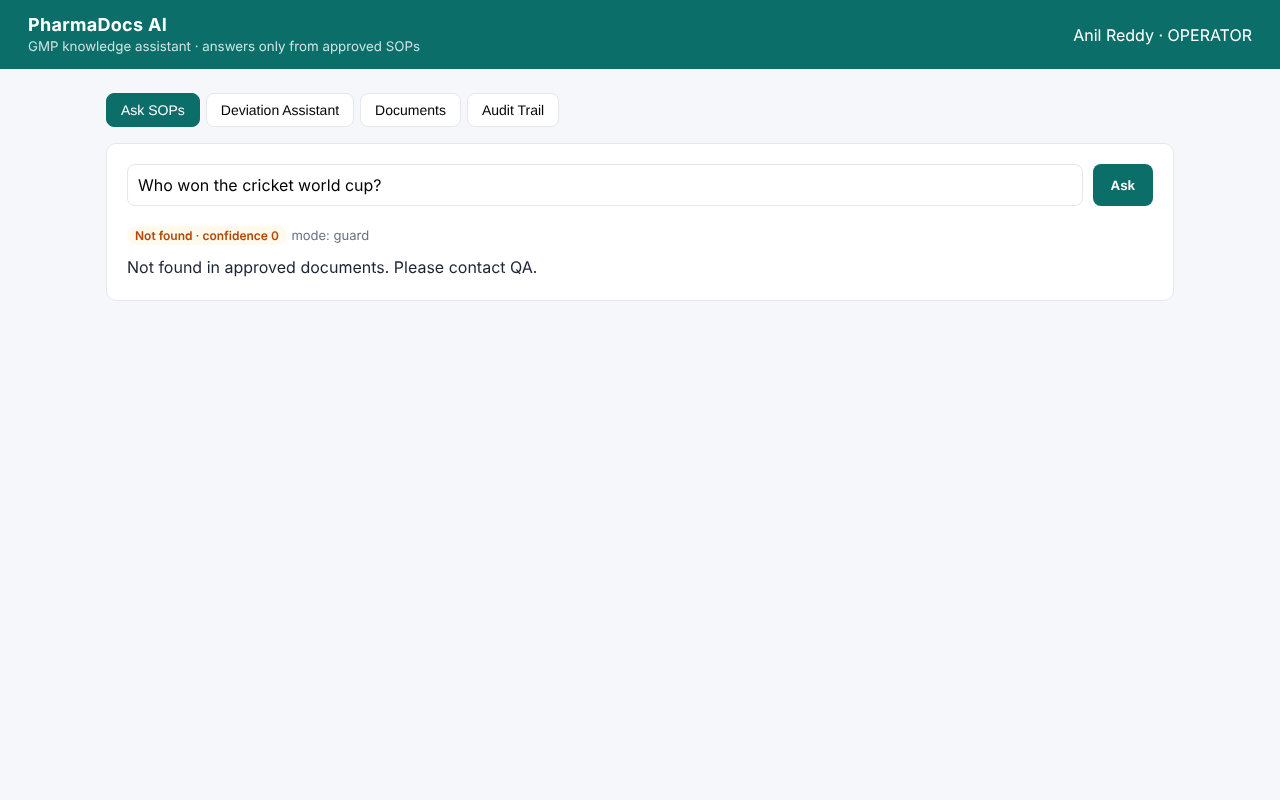 PharmaDocs AI
GMP knowledge assistant · answers only from approved SOPs
Anil Reddy · OPERATOR
Ask SOPs
Deviation Assistant
Documents
Audit Trail
Who won the cricket world cup?
Ask
Not found · confidence 0
mode: guard
Not found in approved documents. Please contact QA.